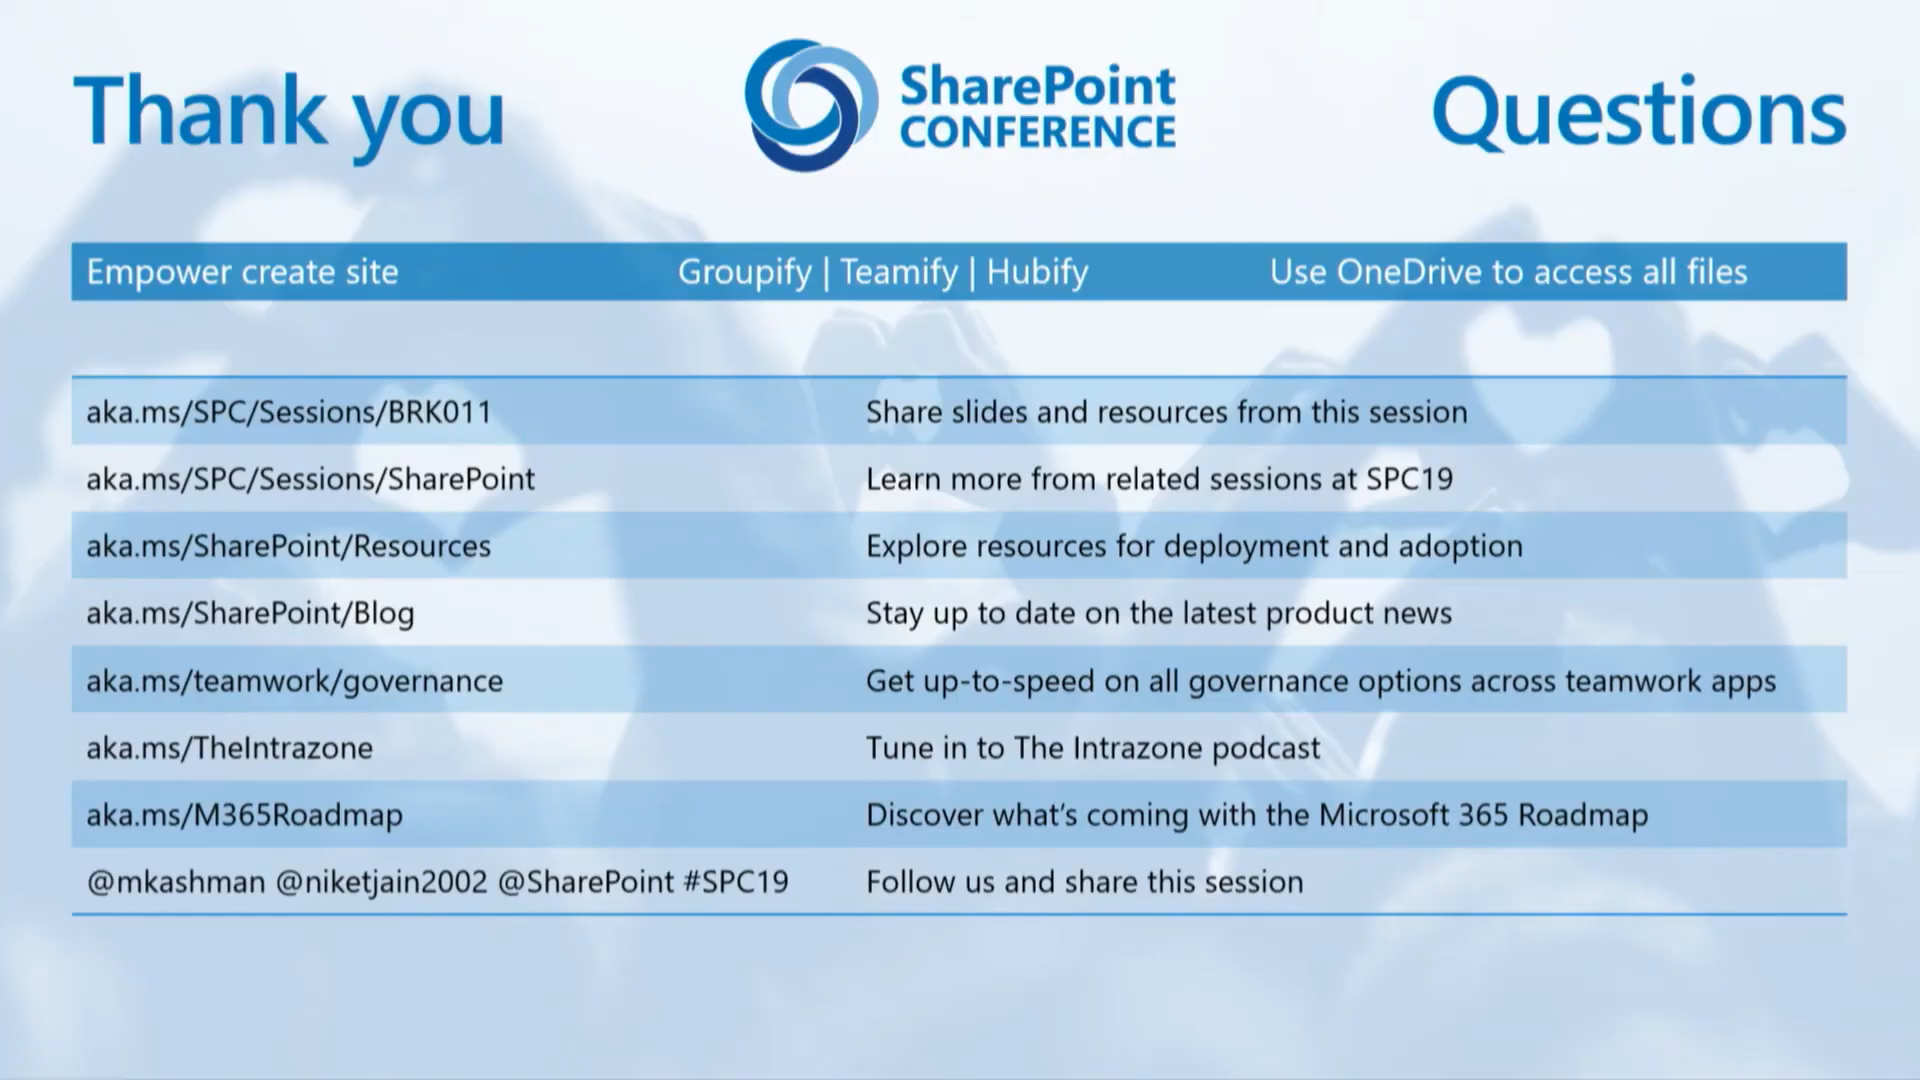 Thank you
SharePoint
CONFERENCE
Questions
Empower create site
Groupify | Teamify | Hubify
Use OneDrive to access all files
aka.ms/SPC/Sessions/BRK011
Share slides and resources from this session
aka.ms/SPC/Sessions/SharePoint
Learn more from related sessions at SPC19
aka.ms/SharePoint/Resources
Explore resources for deployment and adoption
aka.ms/SharePoint/Blog
Stay up to date on the latest product news
aka.ms/teamwork/governance
Get up-to-speed on all governance options across teamwork apps
aka.ms/TheIntrazone
Tune in to The Intrazone podcast
aka.ms/M365Roadmap
Discover what’s coming with the Microsoft 365 Roadmap
@mkashman @niketjain2002 @SharePoint #SPC19
Follow us and share this session